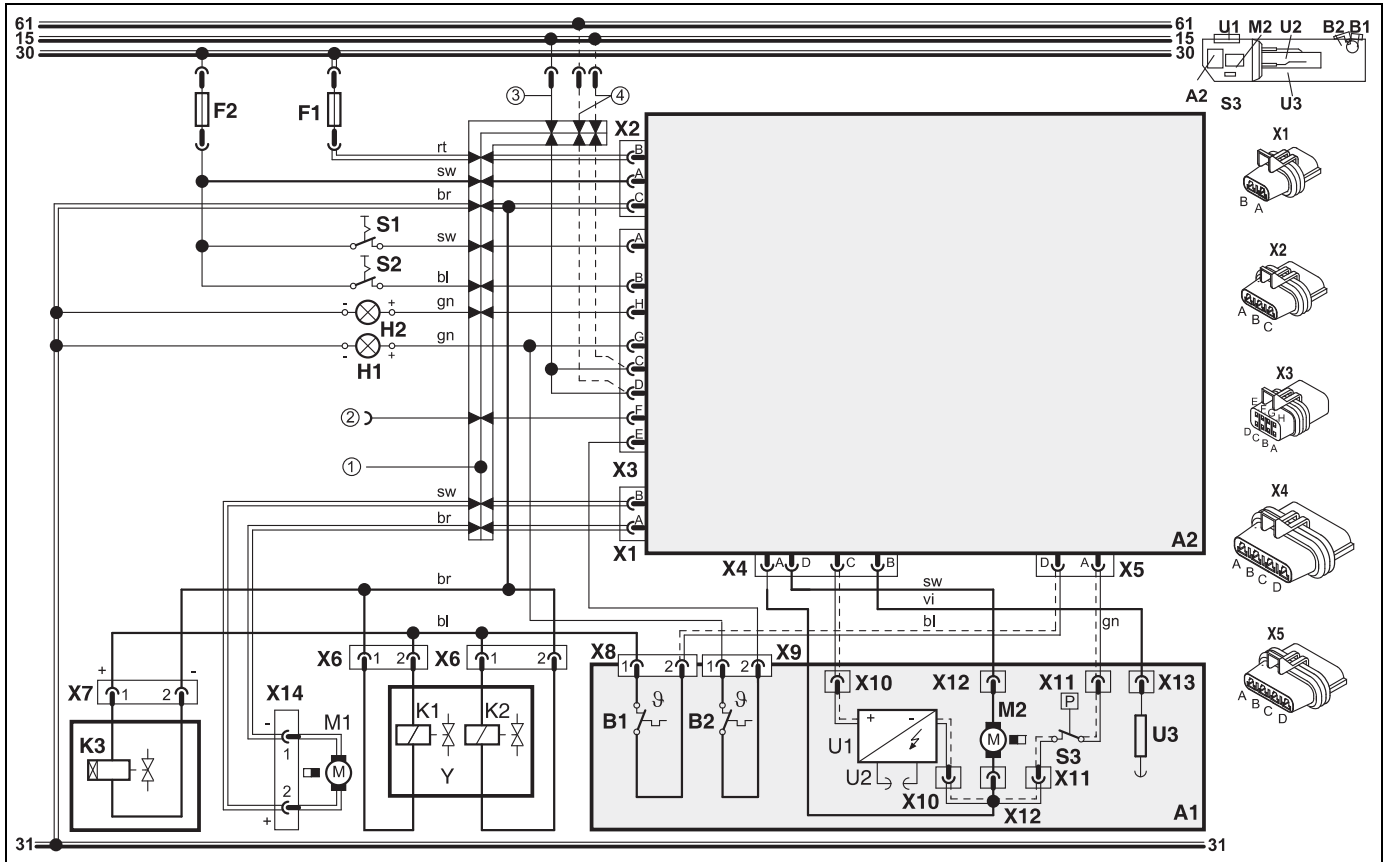 61 61
15 15
30 30
U1 M2 U2 B2 B1
A2 S3 U3
F2 F1
3 4
X2
rt B
sw A
br C
S1
sw A
S2
bl B
gn H
- + H2
gn G
- + H1
C
D
2 F
E
X3
1
sw B
br A
X1
A2
X4 A D C B D A X5
sw
vi
br
bl bl gn
X6 1 2 X6 1 2
X8 1 2 1 2 X9
+ -
X7 1 2
X14
- 1
2 +
M1
M
K1 K2
Y
K3
X10 X12 X11 X13
ϑ ϑ
B1 B2
+ -
U1
U2
M2
M
P
S3
U3
X10 X12 X11
A1
31 31
X1
B A
X2
A B C
X3
E F G H
D C B A
X4
A B C D
X5
A B C D